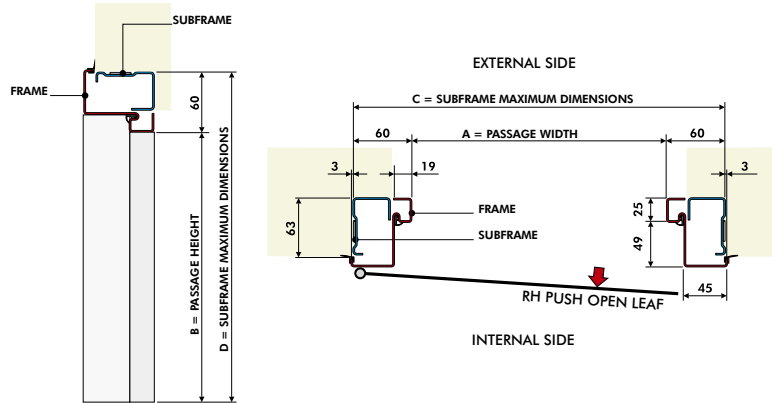 SUBFRAME
FRAME
60
B = PASSAGE HEIGHT
D = SUBFRAME MAXIMUM DIMENSIONS
EXTERNAL SIDE
C = SUBFRAME MAXIMUM DIMENSIONS
60
A = PASSAGE WIDTH
60
3
19
3
63
FRAME
SUBFRAME
25
49
45
RH PUSH OPEN LEAF
INTERNAL SIDE